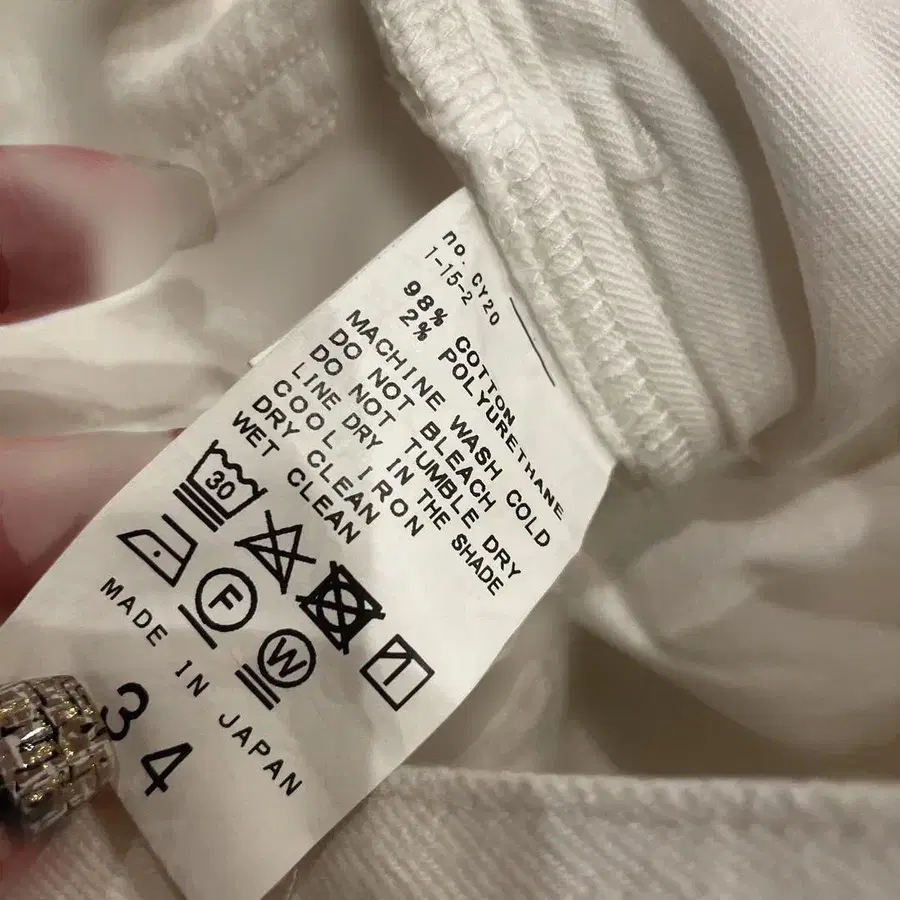 no. CY20
1-15-2
98% COTTON
2% POLYURETHANE
MACHINE WASH COLD
DO NOT BLEACH
DO NOT TUMBLE DRY
LINE DRY IN THE SHADE
COOL IRON
DRY CLEAN
WET CLEAN
30
F
W
MADE IN JAPAN
34